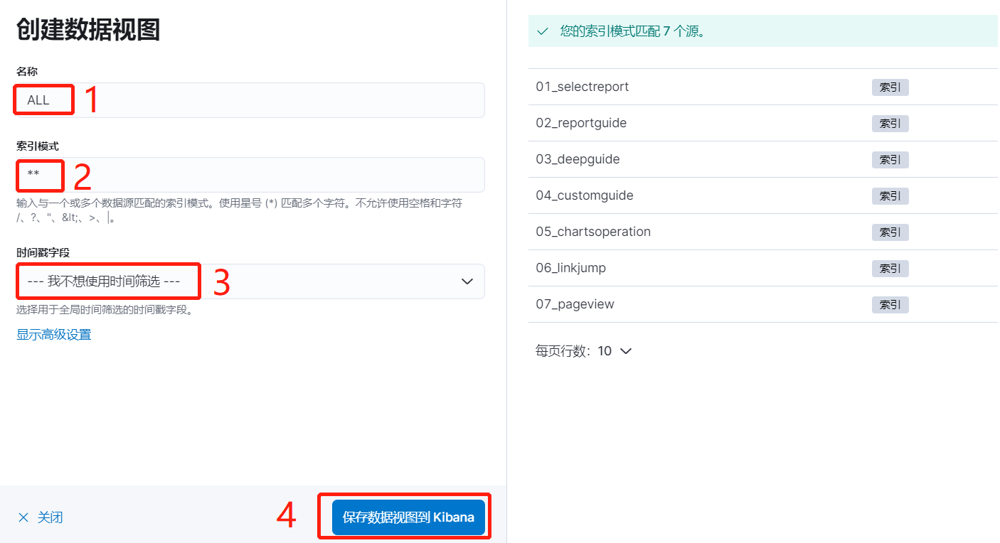 创建数据视图
名称
ALL 1
索引模式
** 2
输入与一个或多个数据源匹配的索引模式。使用星号 (*) 匹配多个字符。不允许使用空格和字符
/、?、"、&lt;、>、|。
时间戳字段
--- 我不想使用时间筛选 --- 3
选择用于全局时间筛选的时间戳字段。
显示高级设置
关闭
4 保存数据视图到 Kibana
您的索引模式匹配 7 个源。
01_selectreport 索引
02_reportguide 索引
03_deepguide 索引
04_customguide 索引
05_chartsoperation 索引
06_linkjump 索引
07_pageview 索引
每页行数: 10